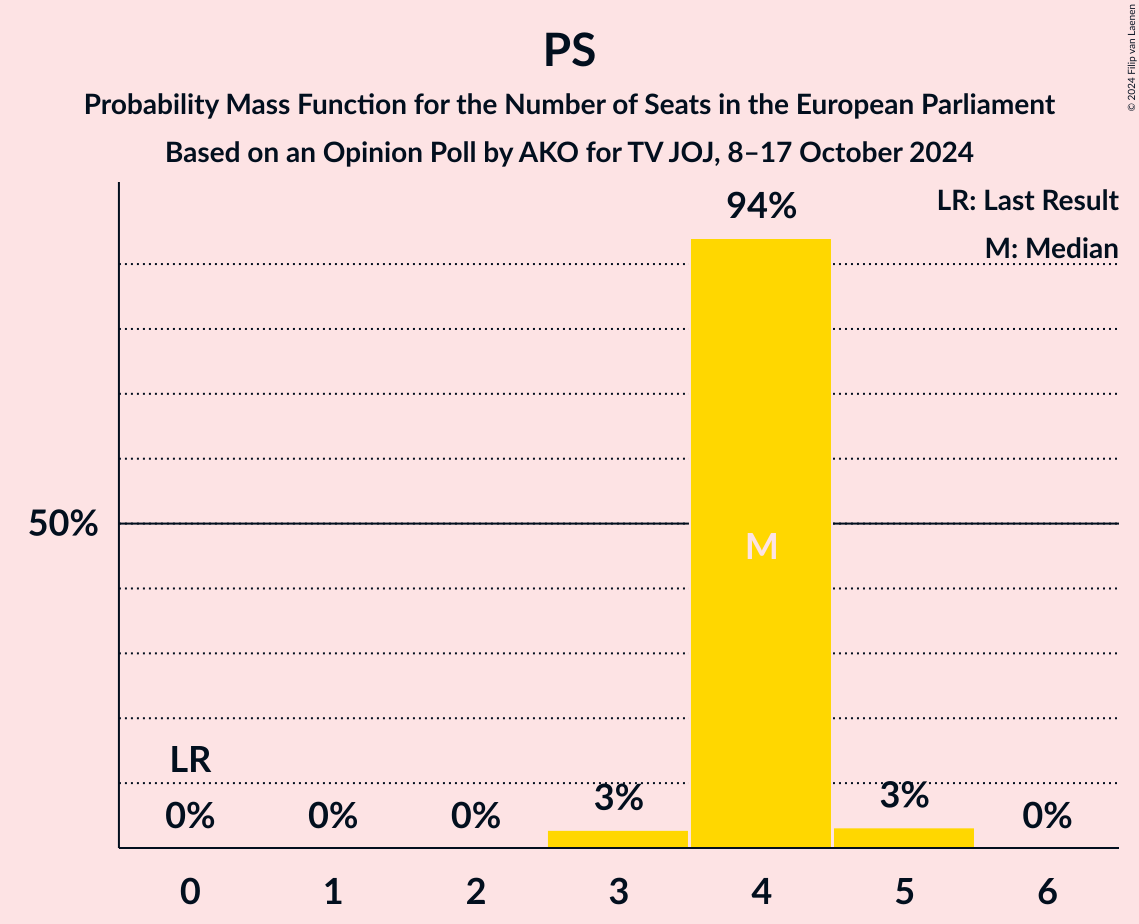 PS
Probability Mass Function for the Number of Seats in the European Parliament
Based on an Opinion Poll by AKO for TV JOJ, 8–17 October 2024
© 2024 Filip van Laenen
LR: Last Result
M: Median
94%
50%
M
LR
0%
0%
0%
3%
3%
0%
0
1
2
3
4
5
6